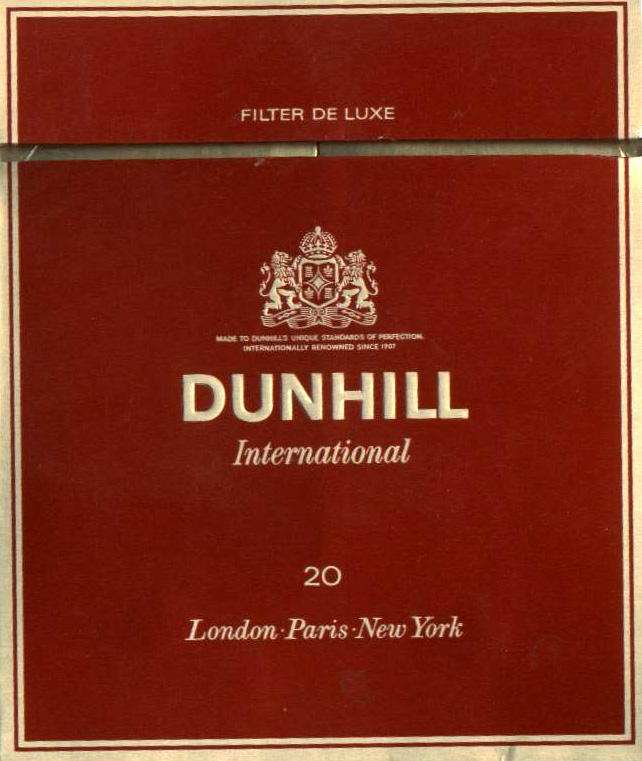 FILTER DE LUXE
MADE TO DUNHILL'S UNIQUE STANDARDS OF PERFECTION.
INTERNATIONALLY RENOWNED SINCE 1907
DUNHILL
International
20
London·Paris·New York